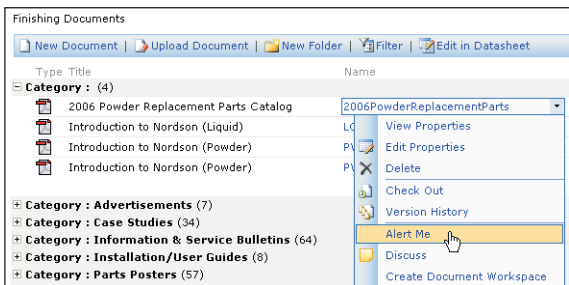 Finishing Documents
New Document | Upload Document | New Folder | Filter | Edit in Datasheet
Type Title Name
Category : (4)
2006 Powder Replacement Parts Catalog 2006PowderReplacementParts
Introduction to Nordson (Liquid) LC View Properties
Introduction to Nordson (Powder) PV Edit Properties
Introduction to Nordson (Powder) PV Delete
Check Out
Category : Advertisements (7) Version History
Category : Case Studies (34) Alert Me
Category : Information & Service Bulletins (64)
Category : Installation/User Guides (8) Discuss
Category : Parts Posters (57) Create Document Workspace